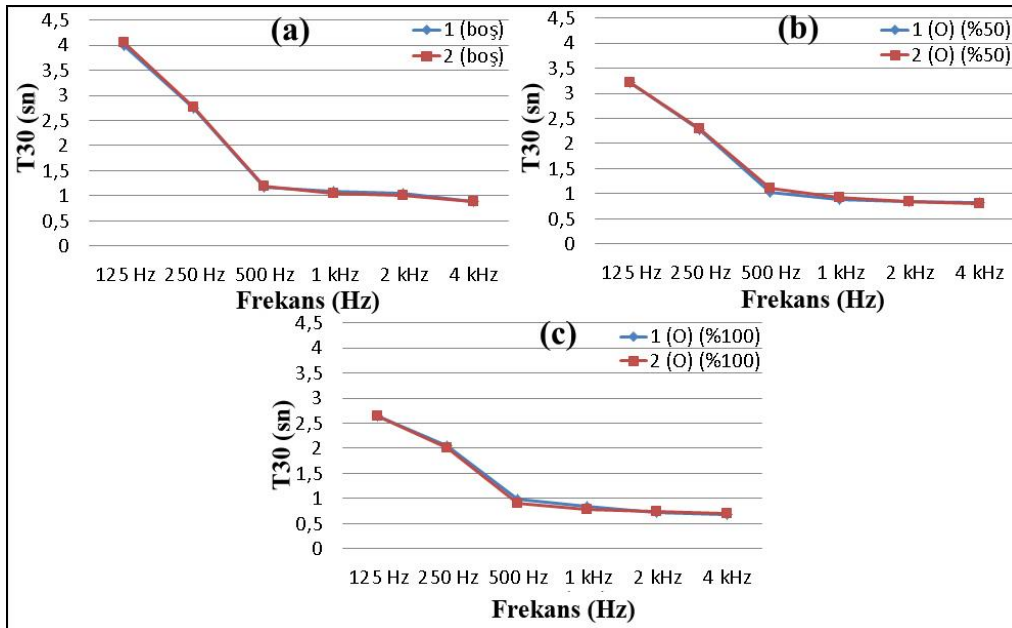 (a)
1 (boş)
2 (boş)
T30 (sn)
4,5
4
3,5
3
2,5
2
1,5
1
0,5
0
125 Hz 250 Hz 500 Hz 1 kHz 2 kHz 4 kHz
Frekans (Hz)
(b)
1 (O) (%50)
2 (O) (%50)
T30 (sn)
4,5
4
3,5
3
2,5
2
1,5
1
0,5
0
125 Hz 250 Hz 500 Hz 1 kHz 2 kHz 4 kHz
Frekans (Hz)
(c)
1 (O) (%100)
2 (O) (%100)
T30 (sn)
4,5
4
3,5
3
2,5
2
1,5
1
0,5
0
125 Hz 250 Hz 500 Hz 1 kHz 2 kHz 4 kHz
Frekans (Hz)